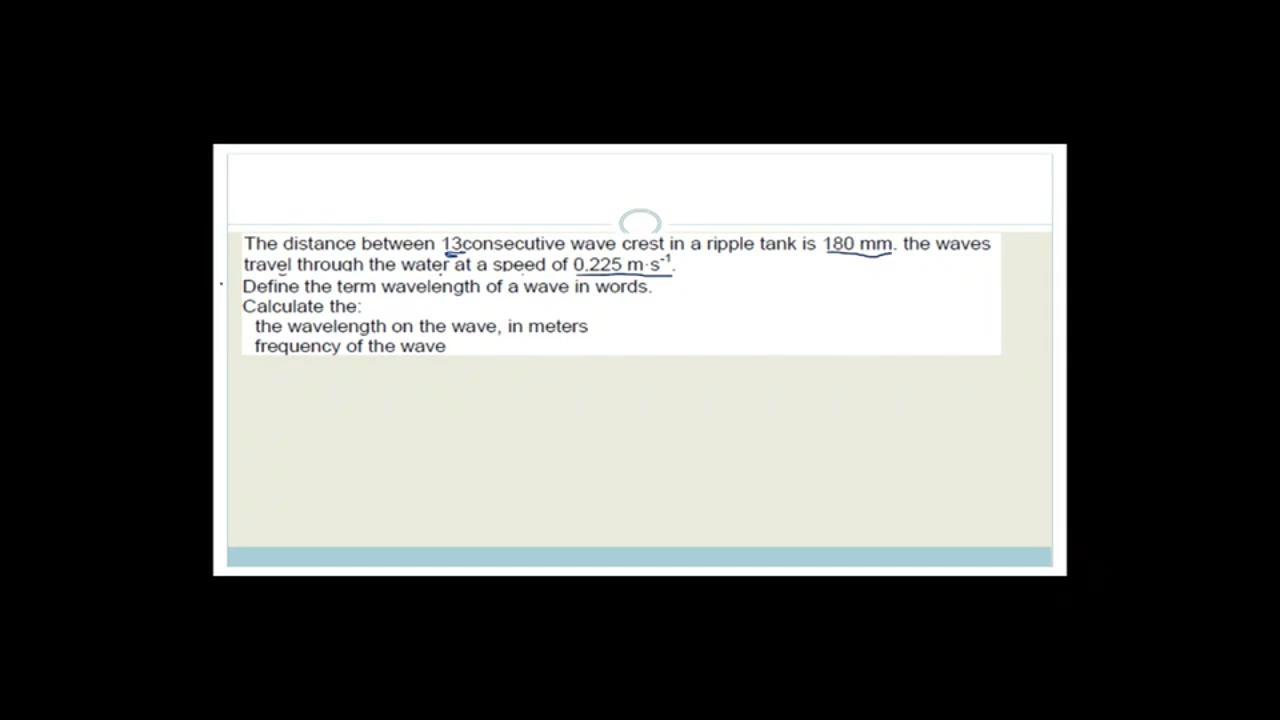 The distance between 13consecutive wave crest in a ripple tank is 180 mm. the waves
travel through the water at a speed of 0.225 m·s⁻¹.
Define the term wavelength of a wave in words.
Calculate the:
the wavelength on the wave, in meters
frequency of the wave